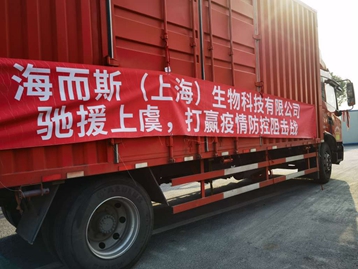 海而斯（上海）生物科技有限公司
驰援上虞，打赢疫情防控阻击战